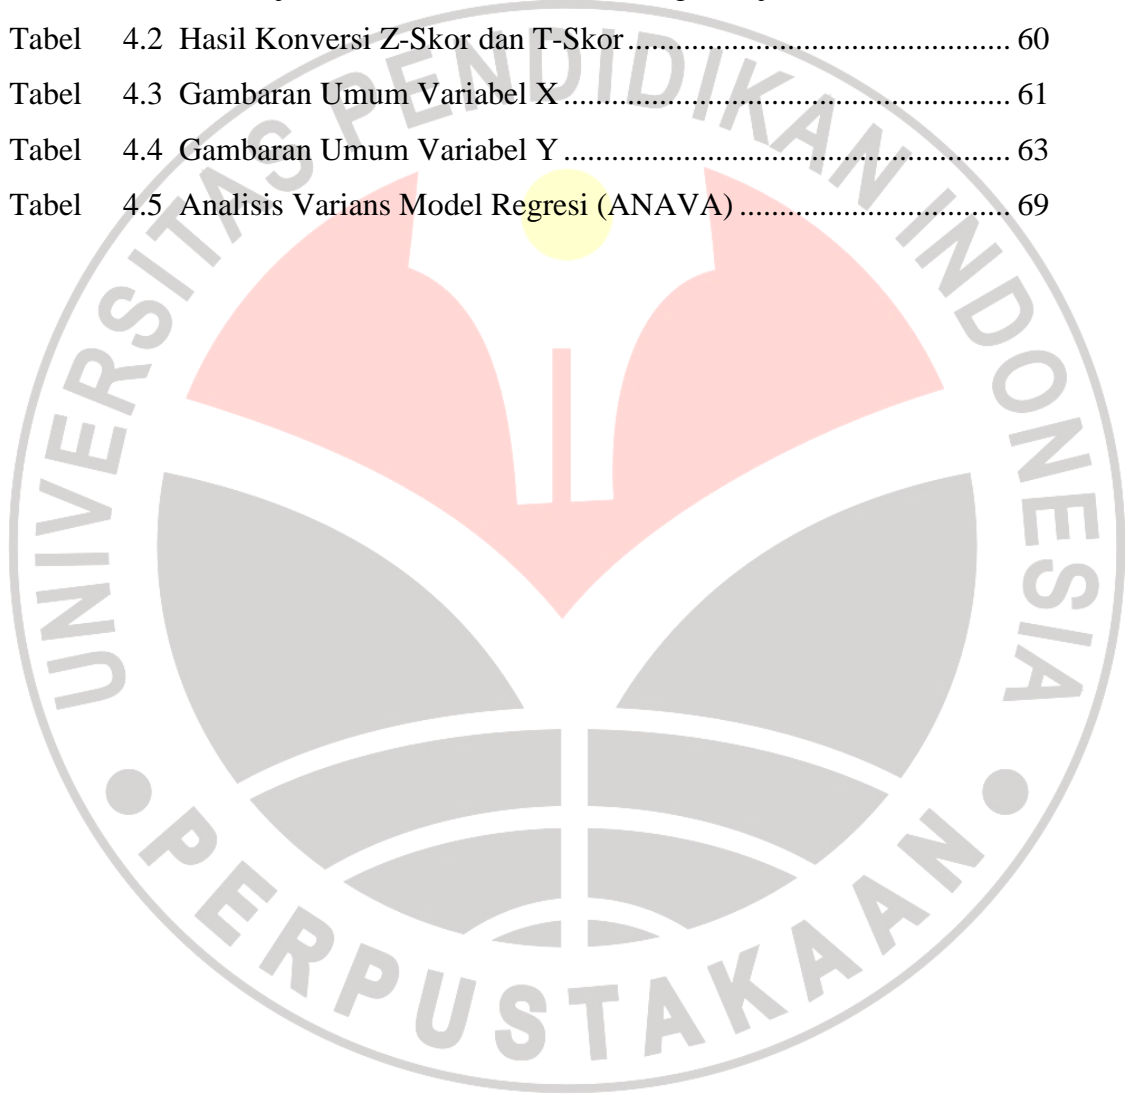 Tabel 4.2 Hasil Konversi Z-Skor dan T-Skor ............................................... 60
Tabel 4.3 Gambaran Umum Variabel X ....................................................... 61
Tabel 4.4 Gambaran Umum Variabel Y ....................................................... 63
Tabel 4.5 Analisis Varians Model Regresi (ANAVA) ................................. 69
UNIVERSITAS PENDIDIKAN INDONESIA
PERPUSTAKAAN